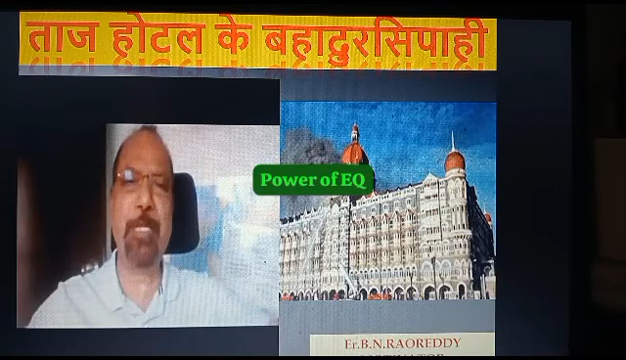 ताज होटल के बहादुरसिपाही
Power of EQ
Er.B.N.RAOREDDY